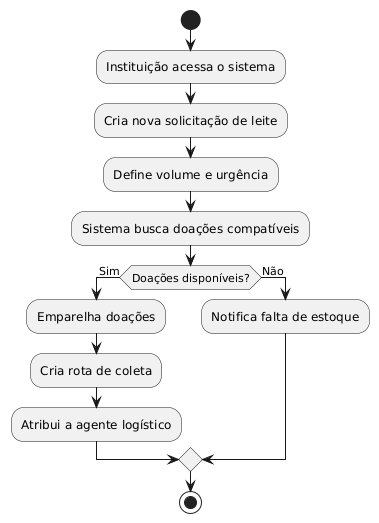 Instituição acessa o sistema
Cria nova solicitação de leite
Define volume e urgência
Sistema busca doações compatíveis
Sim
Doações disponíveis?
Não
Emparelha doações
Notifica falta de estoque
Cria rota de coleta
Atribui a agente logístico